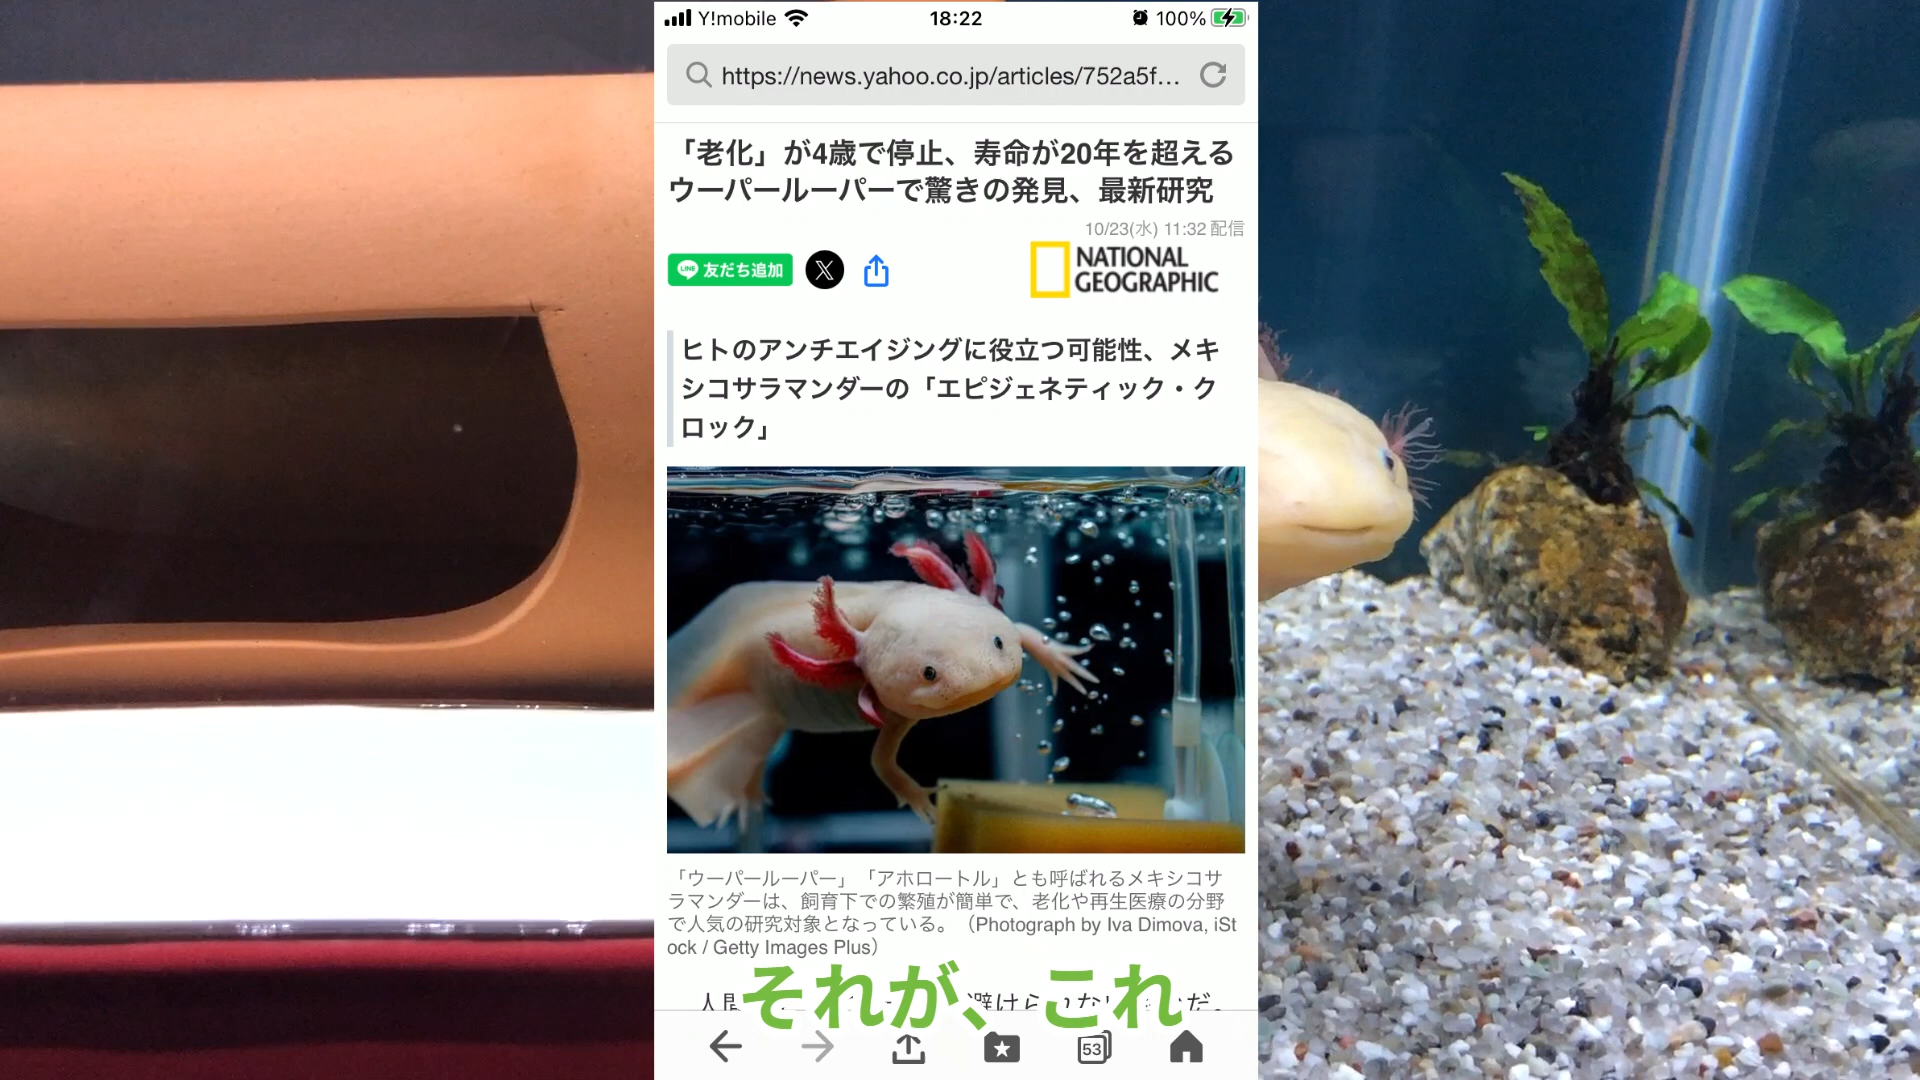 Y!mobile 18:22 100%
https://news.yahoo.co.jp/articles/752a5f...
「老化」が4歳で停止、寿命が20年を超える
ウーパールーパーで驚きの発見、最新研究
10/23(水) 11:32 配信
LINE 友だち追加
NATIONAL
GEOGRAPHIC
ヒトのアンチエイジングに役立つ可能性、メキ
シコサラマンダーの「エピジェネティック・ク
ロック」
「ウーパールーパー」「アホロートル」とも呼ばれるメキシコサ
ラマンダーは、飼育下での繁殖が簡単で、老化や再生医療の分野
で人気の研究対象となっている。（Photograph by Iva Dimova, iSt
ock / Getty Images Plus）
それが、これ
53